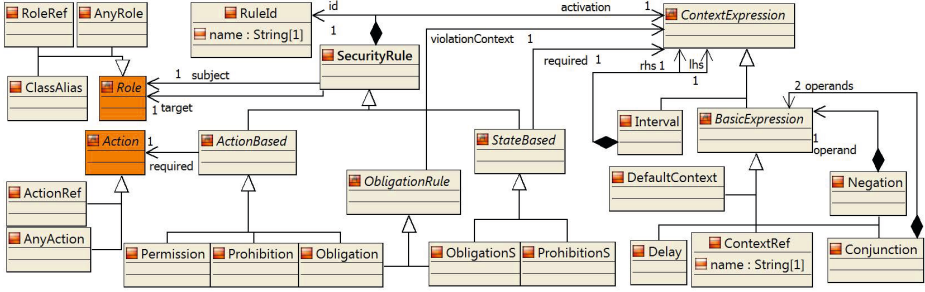 RoleRef
AnyRole
RuleId
name : String[1]
id
1
activation
1
ContextExpression
violationContext
1
SecurityRule
required
1
rhs
1
lhs
1
2 operands
ClassAlias
Role
1
subject
1
target
Interval
BasicExpression
1
operand
Action
1
required
ActionBased
StateBased
ObligationRule
DefaultContext
Negation
ActionRef
AnyAction
Permission
Prohibition
Obligation
ObligationS
ProhibitionS
Delay
ContextRef
name : String[1]
Conjunction